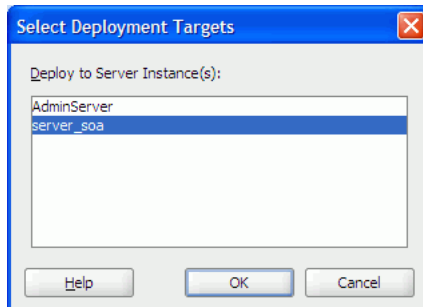 Select Deployment Targets
Deploy to Server Instance(s):
AdminServer
server_soa
Help OK Cancel